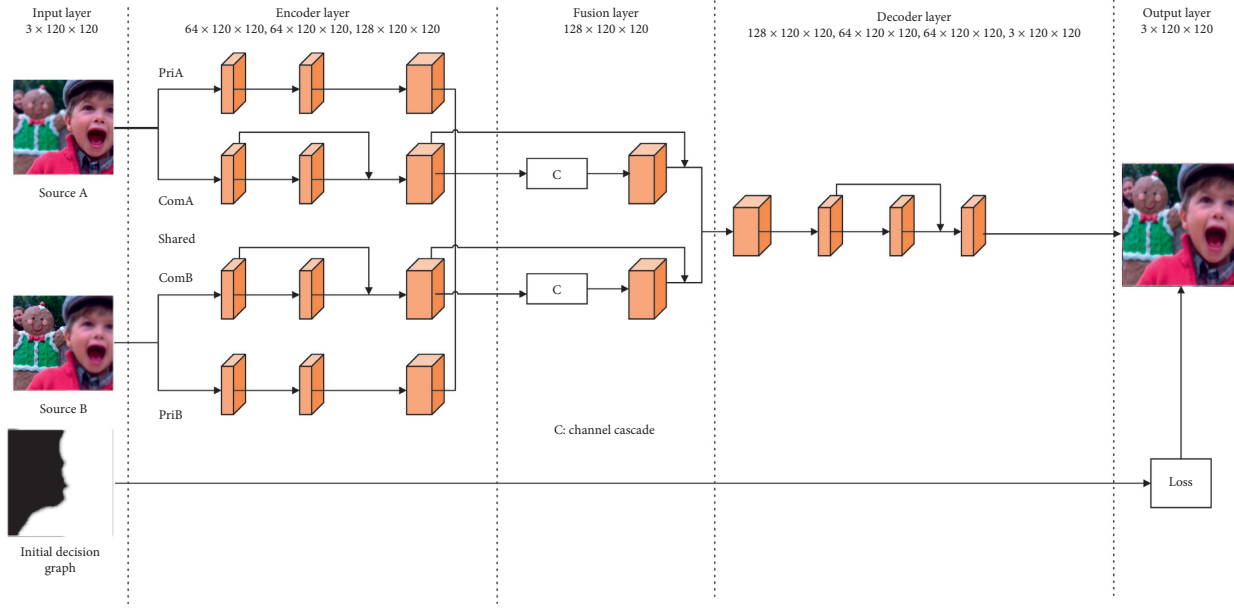 Input layer
3 × 120 × 120
Encoder layer
64 × 120 × 120, 64 × 120 × 120, 128 × 120 × 120
Fusion layer
128 × 120 × 120
Decoder layer
128 × 120 × 120, 64 × 120 × 120, 64 × 120 × 120, 3 × 120 × 120
Output layer
3 × 120 × 120
PriA
Source A
ComA
C
Shared
ComB
C
Source B
PriB
C: channel cascade
Loss
Initial decision
graph